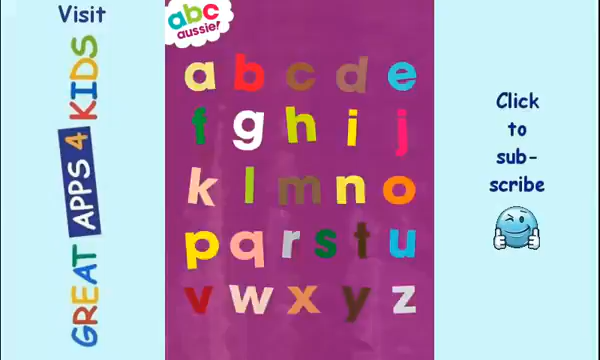 Visit
GREAT APPS 4 KIDS
abc
aussie!
a b c d e
f g h i j
k l m n o
p q r s t u
v w x y z
Click
to
sub-
scribe